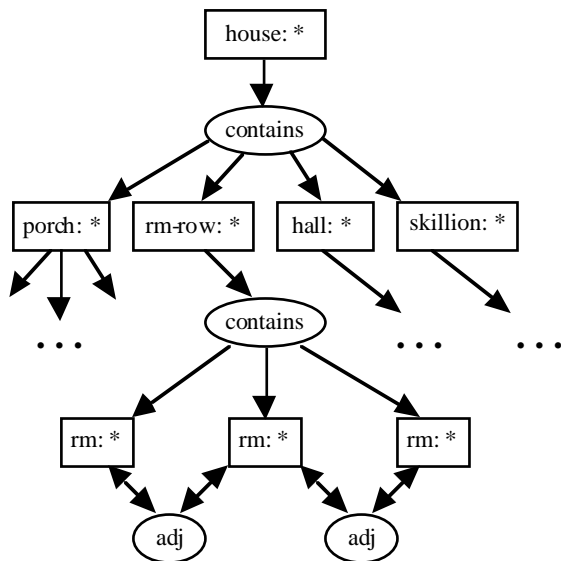 house: *
contains
porch: *
rm-row: *
hall: *
skillion: *
contains
...
...
...
rm: *
rm: *
rm: *
adj
adj